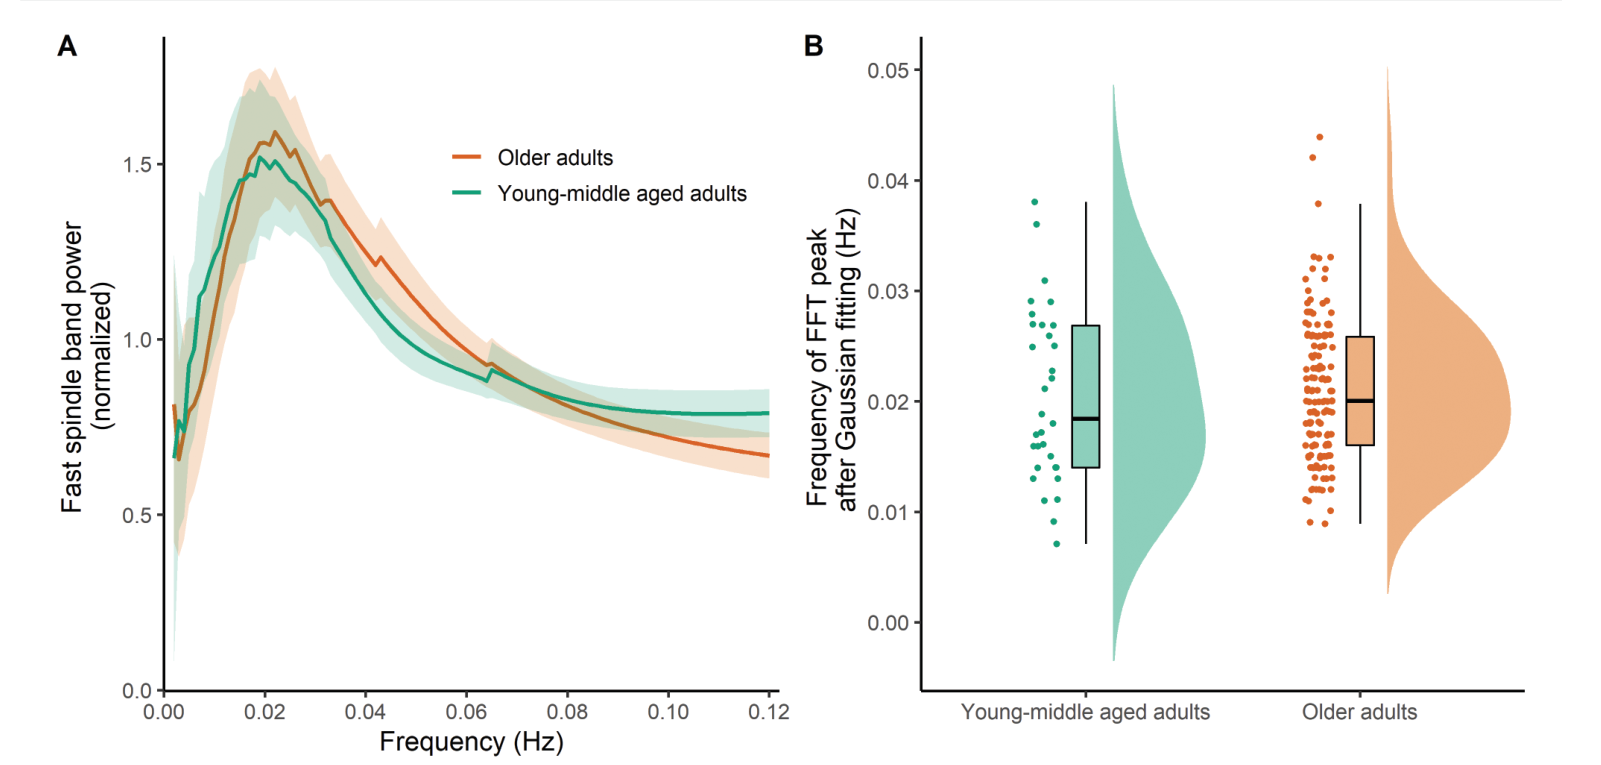 A
Fast spindle band power
(normalized)
1.5
1.0
0.5
0.0
0.00 0.02 0.04 0.06 0.08 0.10 0.12
Frequency (Hz)
Older adults
Young-middle aged adults
B
Frequency of FFT peak
after Gaussian fitting (Hz)
0.05
0.04
0.03
0.02
0.01
0.00
Young-middle aged adults Older adults